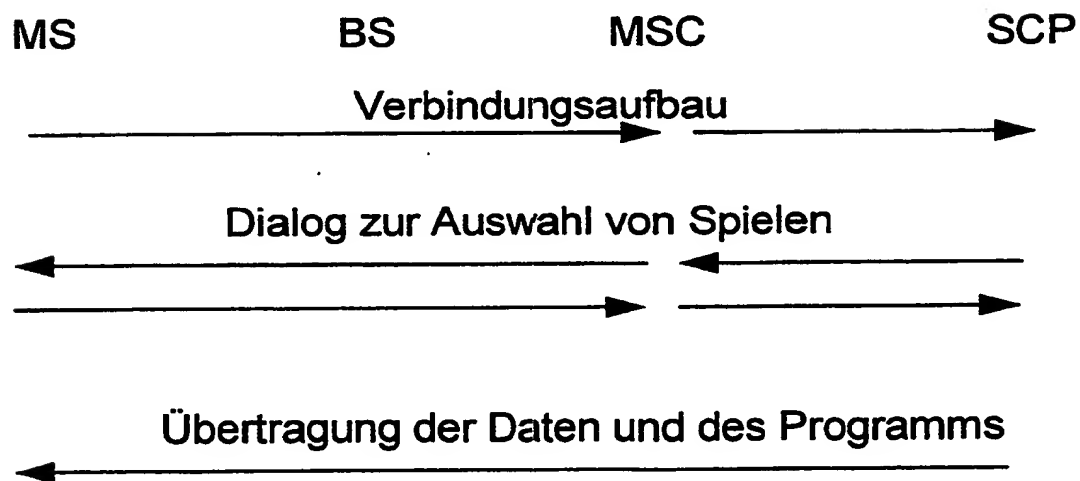 MS BS MSC SCP
Verbindungsaufbau
Dialog zur Auswahl von Spielen
Übertragung der Daten und des Programms